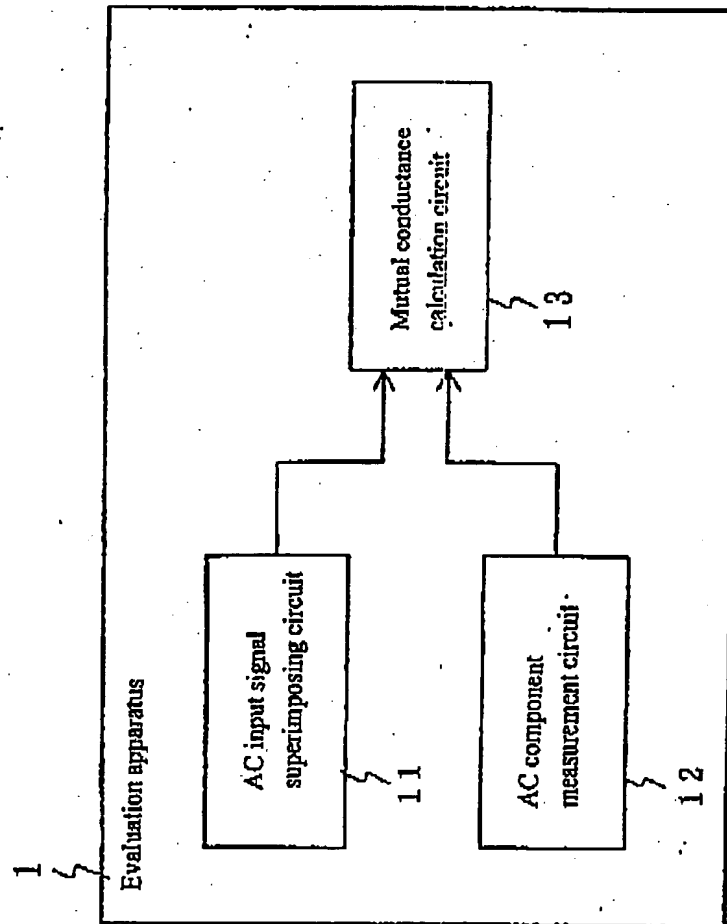 1
Evaluation apparatus
AC input signal
superimposing circuit
11
AC component
measurement circuit
12
Mutual conductance
calculation circuit
13